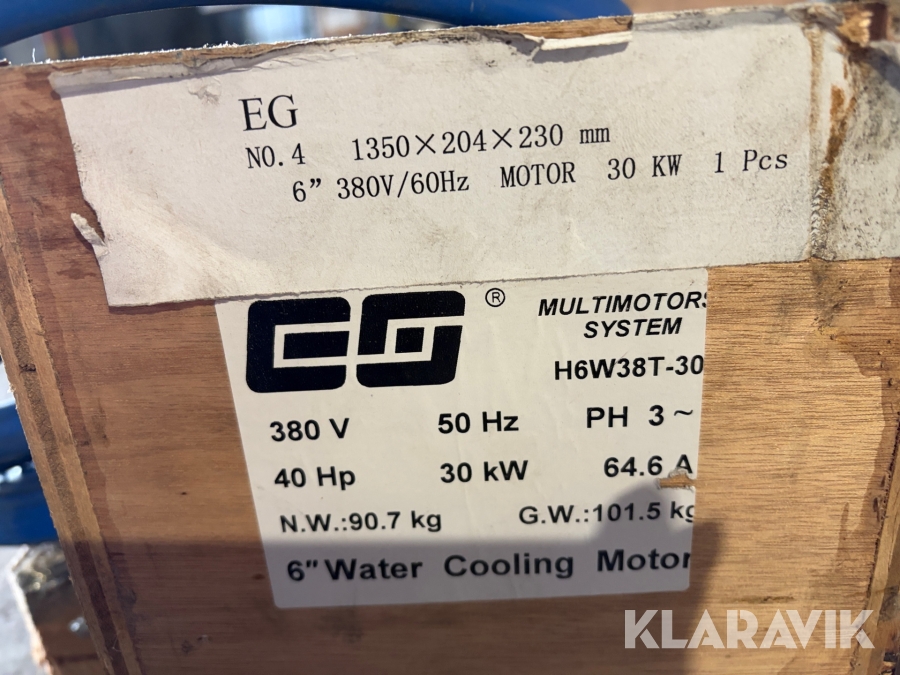 EG
NO. 4 1350×204×230 mm
6" 380V/60Hz MOTOR 30 KW 1 Pcs
EG ® MULTIMOTORS
SYSTEM
H6W38T-30
380 V 50 Hz PH 3 ~
40 Hp 30 kW 64.6 A
N.W.:90.7 kg G.W.:101.5 kg
6" Water Cooling Motor
KLARAVIK